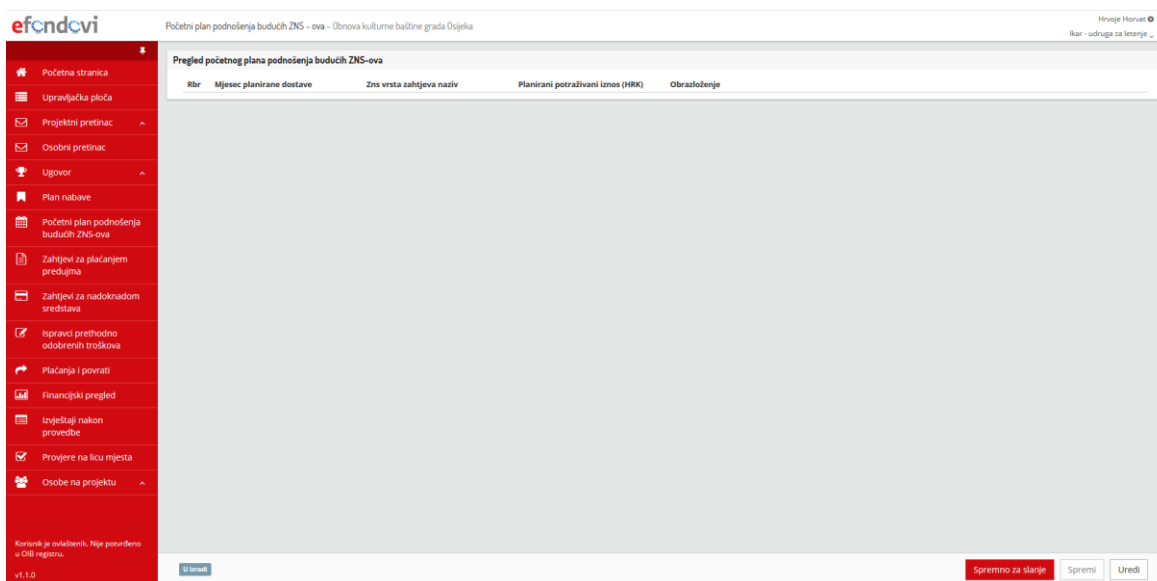 efondovi
Početni plan podnošenja budućih ZNS - ova - Obnova kulturne baštine grada Osijeka
Hrvoje Horvat
Ikar - udruga za letenje
Početna stranica
Upravljačka ploča
Projektni pretinac
Osobni pretinac
Ugovor
Plan nabave
Početni plan podnošenja
budućih ZNS-ova
Zahtjevi za plaćanjem
predujma
Zahtjevi za nadoknadom
sredstava
Ispravci prethodno
odobrenih troškova
Plaćanja i povrati
Financijski pregled
Izvještaji nakon
provedbe
Provjere na licu mjesta
Osobe na projektu
Korisnik je ovlaštenik. Nije potvrđeno
u OIB registru.
v1.1.0
Pregled početnog plana podnošenja budućih ZNS-ova
Rbr Mjesec planirane dostave Zns vrsta zahtjeva naziv Planirani potraživani iznos (HRK) Obrazloženje
U izradi
Spremno za slanje Spremi Uredi